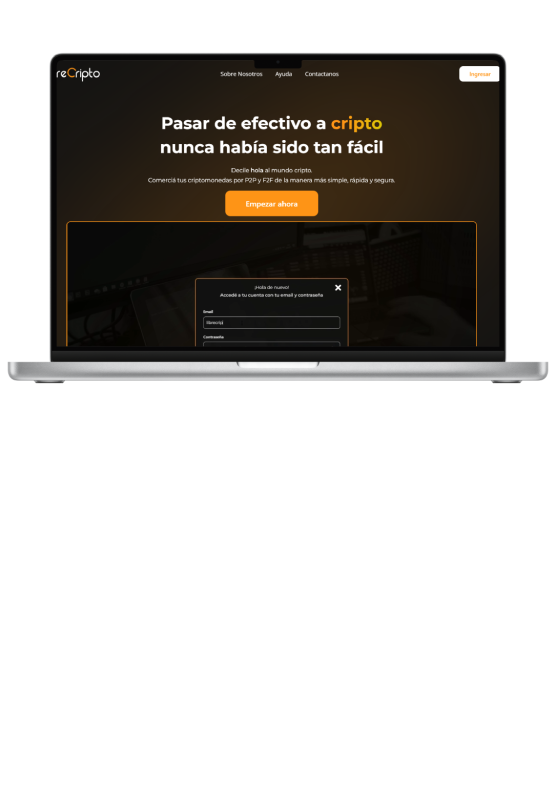 reCripto
Sobre Nosotros Ayuda Contactanos
Ingresar
Pasar de efectivo a cripto
nunca había sido tan fácil
Decile hola al mundo cripto.
Comerciá tus criptomonedas por P2P y F2F de la manera más simple, rápida y segura.
Empezar ahora
¡Hola de nuevo!
Accedé a tu cuenta con tu email y contraseña
Email
Contraseña